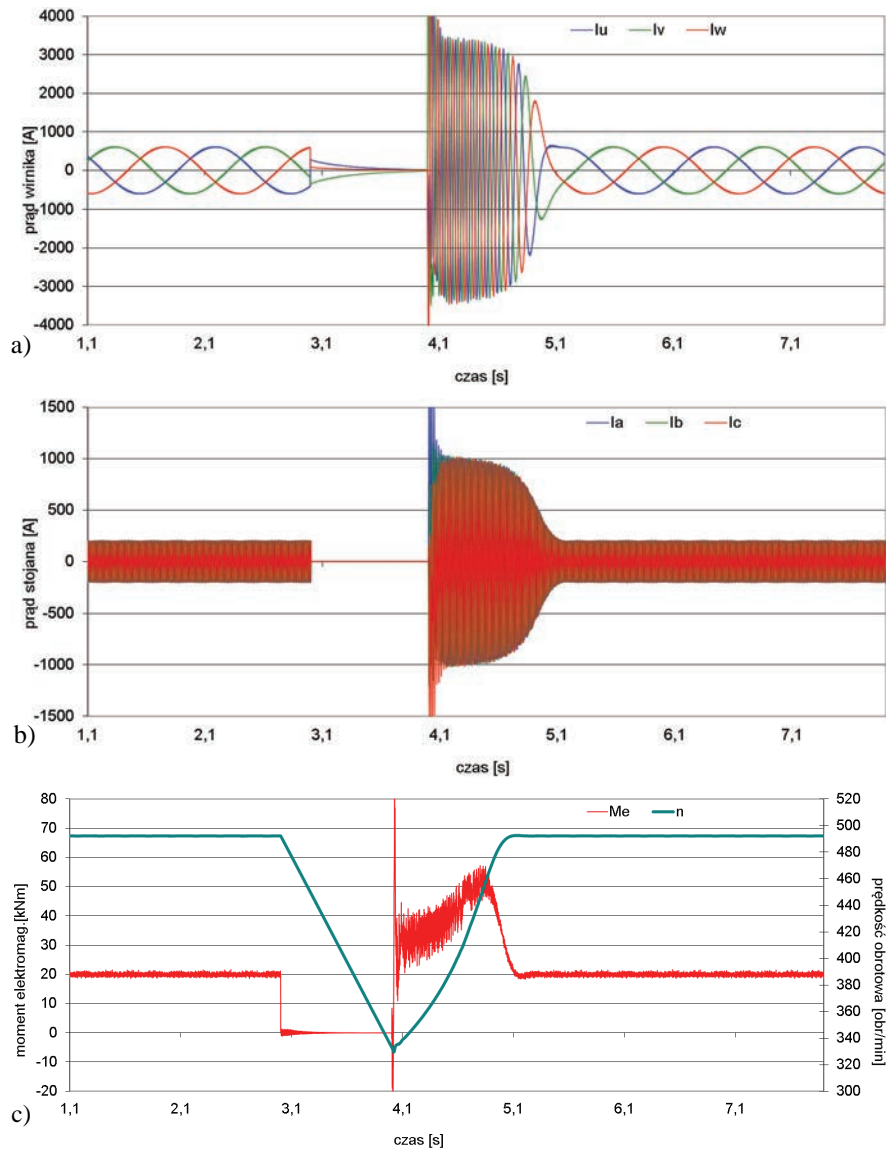 Iu Iv Iw
prąd wirnika [A]
4000
3000
2000
1000
0
-1000
-2000
-3000
-4000
1,1 2,1 3,1 4,1 5,1 6,1 7,1
czas [s]
a)
Ia Ib Ic
prąd stojana [A]
1500
1000
500
0
-500
-1000
-1500
1,1 2,1 3,1 4,1 5,1 6,1 7,1
czas [s]
b)
Me n
moment elektromag.[kNm]
80
70
60
50
40
30
20
10
0
-10
-20
520
500
480
460
440
420
400
380
360
340
320
300
prędkość obrotowa [obr/min]
1,1 2,1 3,1 4,1 5,1 6,1 7,1
czas [s]
c)